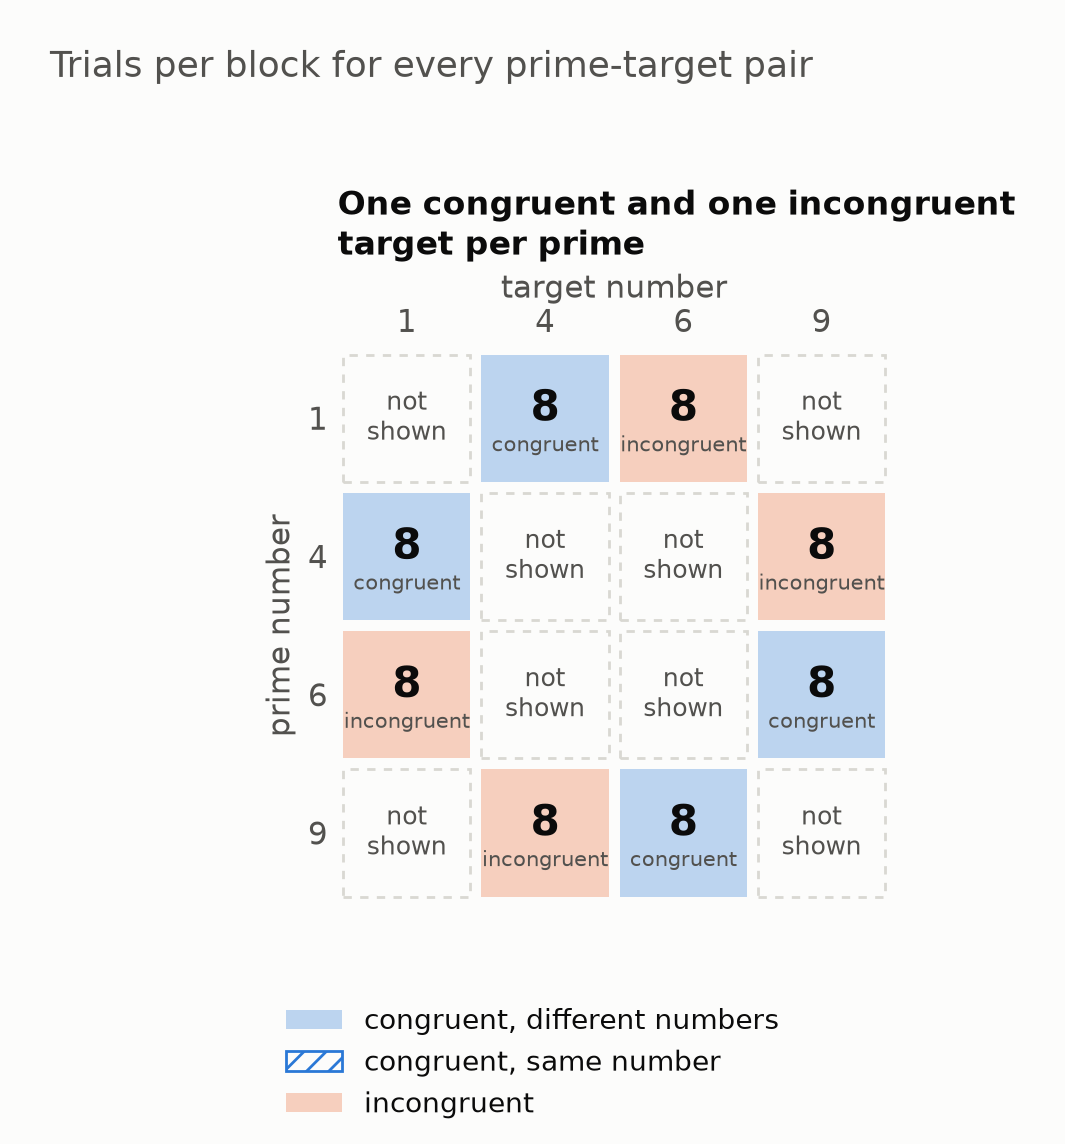 Trials per block for every prime-target pair
One congruent and one incongruent
target per prime
target number
1 4 6 9
prime number
1
not
shown
8
congruent
8
incongruent
not
shown
4
8
congruent
not
shown
not
shown
8
incongruent
6
8
incongruent
not
shown
not
shown
8
congruent
9
not
shown
8
incongruent
8
congruent
not
shown
congruent, different numbers
congruent, same number
incongruent